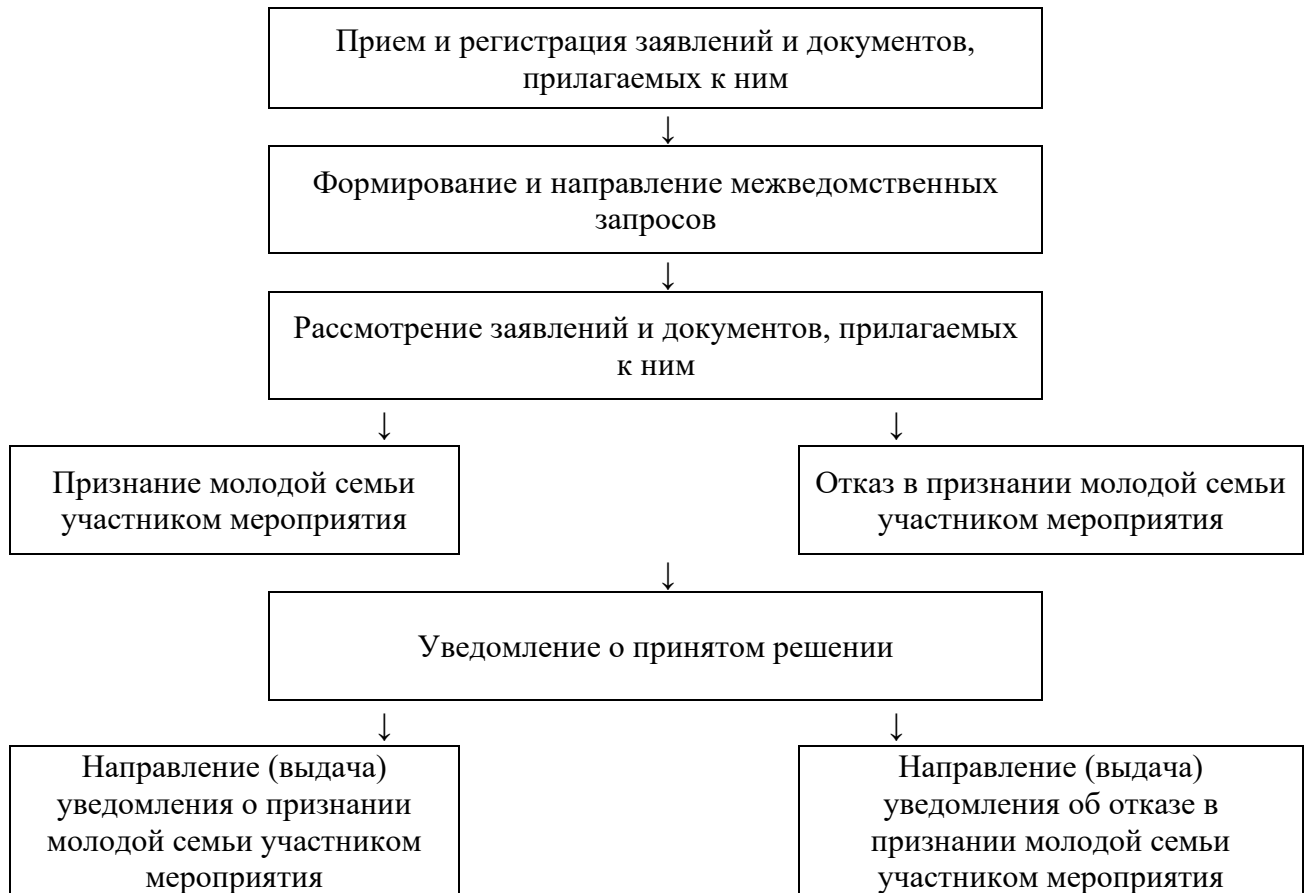 Прием и регистрация заявлений и документов,
прилагаемых к ним
↓
Формирование и направление межведомственных
запросов
↓
Рассмотрение заявлений и документов, прилагаемых
к ним
↓ ↓
Признание молодой семьи
участником мероприятия
Отказ в признании молодой семьи
участником мероприятия
↓
Уведомление о принятом решении
↓ ↓
Направление (выдача)
уведомления о признании
молодой семьи участником
мероприятия
Направление (выдача)
уведомления об отказе в
признании молодой семьи
участником мероприятия